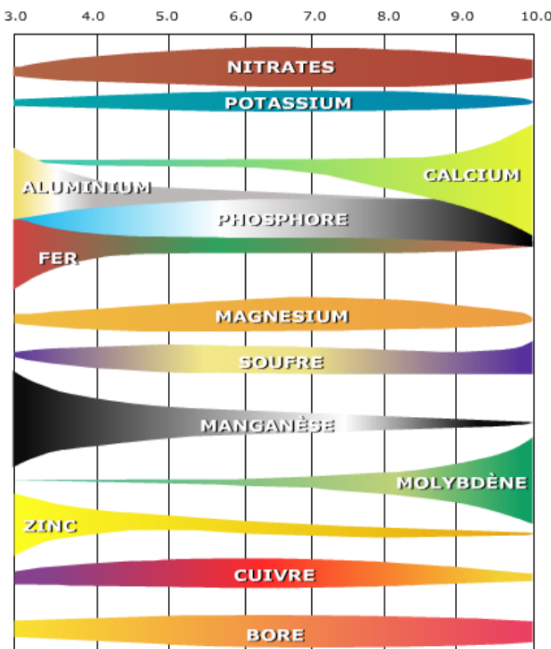 3.0 4.0 5.0 6.0 7.0 8.0 9.0 10.0
NITRATES
POTASSIUM
CALCIUM
ALUMINIUM
PHOSPHORE
FER
MAGNESIUM
SOUFRE
MANGANÈSE
MOLYBDÈNE
ZINC
CUIVRE
BORE